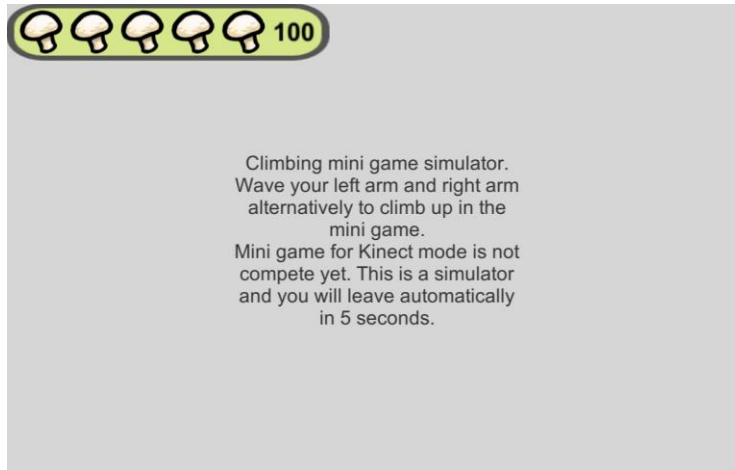 100
Climbing mini game simulator.
Wave your left arm and right arm
alternatively to climb up in the
mini game.
Mini game for Kinect mode is not
compete yet. This is a simulator
and you will leave automatically
in 5 seconds.